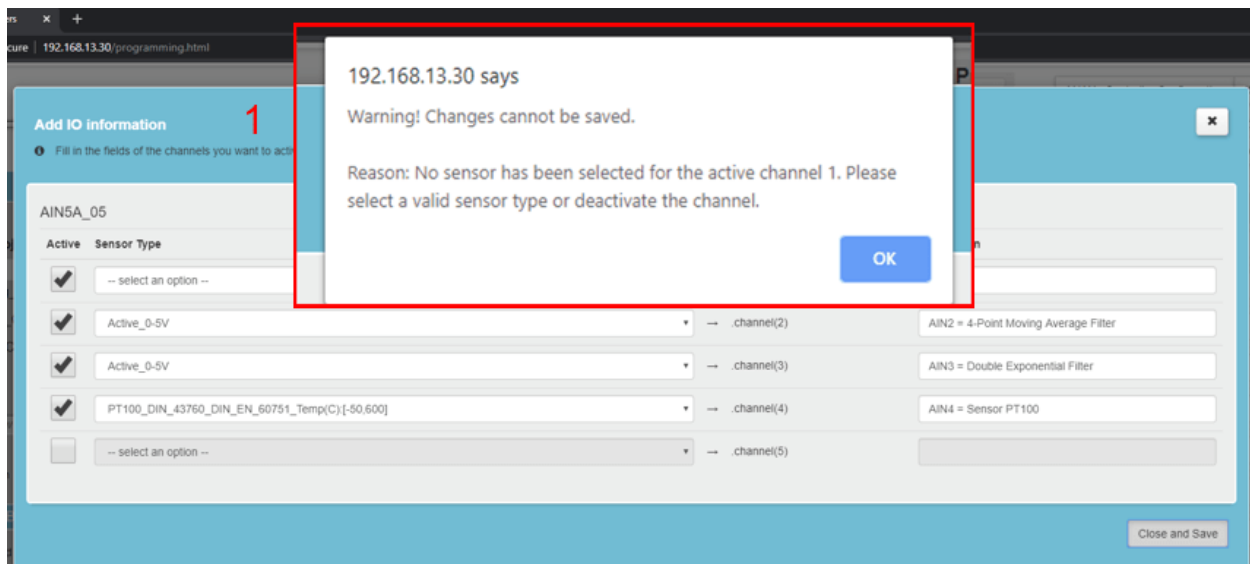 ers × +
cure | 192.168.13.30/programming.html
192.168.13.30 says
Warning! Changes cannot be saved.
Reason: No sensor has been selected for the active channel 1. Please
select a valid sensor type or deactivate the channel.
OK
P
Add IO information
1
×
Fill in the fields of the channels you want to acti
AIN5A_05
Active Sensor Type n
-- select an option --
Active_0-5V → .channel(2) AIN2 = 4-Point Moving Average Filter
Active_0-5V → .channel(3) AIN3 = Double Exponential Filter
PT100_DIN_43760_DIN_EN_60751_Temp(C):[-50,600] → .channel(4) AIN4 = Sensor PT100
-- select an option -- → .channel(5)
Close and Save